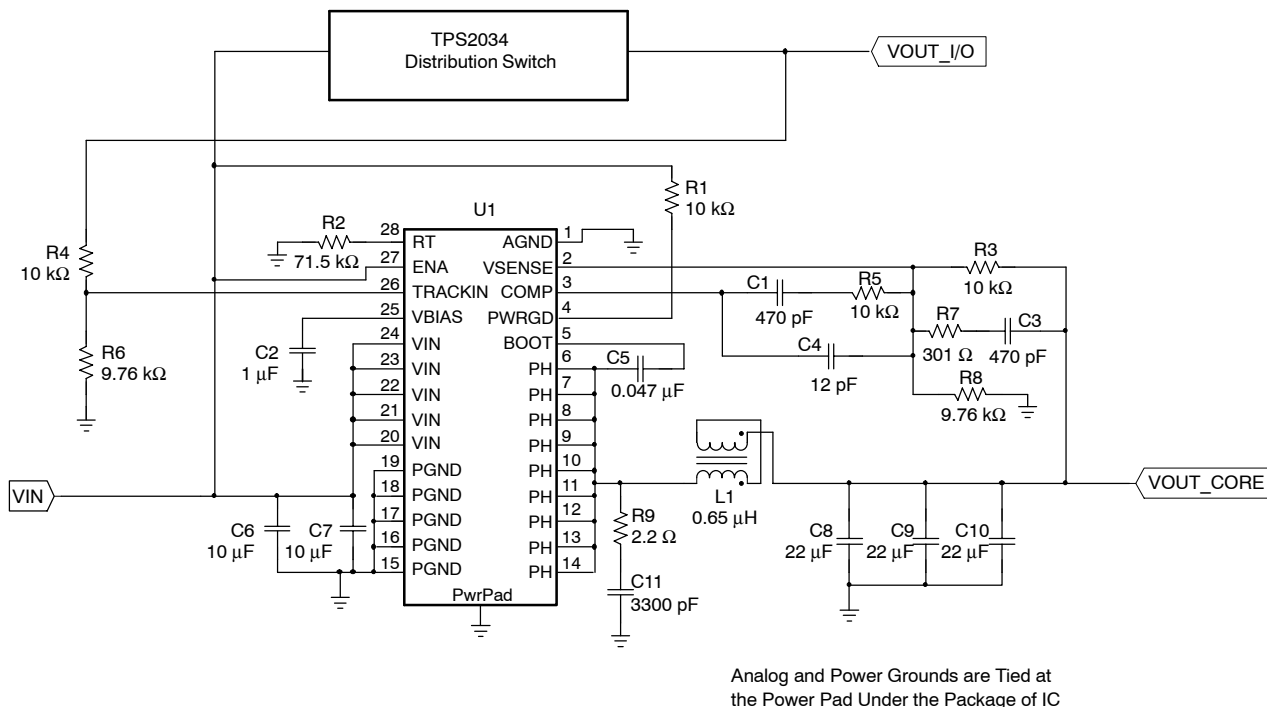 TPS2034
Distribution Switch
VOUT_I/O
R1
10 kΩ
U1
R2
71.5 kΩ
R4
10 kΩ
R6
9.76 kΩ
C2
1 μF
28
RT
27
ENA
26
TRACKIN
25
VBIAS
24
VIN
23
VIN
22
VIN
21
VIN
20
VIN
19
PGND
18
PGND
17
PGND
16
PGND
15
PGND
1
AGND
2
VSENSE
3
COMP
4
PWRGD
5
BOOT
6
PH
7
PH
8
PH
9
PH
10
PH
11
PH
12
PH
13
PH
14
PH
PwrPad
C1
470 pF
R5
10 kΩ
R3
10 kΩ
R7
301 Ω
C3
470 pF
C4
12 pF
R8
9.76 kΩ
C5
0.047 μF
VIN
C6
10 μF
C7
10 μF
L1
0.65 μH
R9
2.2 Ω
C11
3300 pF
C8
22 μF
C9
22 μF
C10
22 μF
VOUT_CORE
Analog and Power Grounds are Tied at
the Power Pad Under the Package of IC